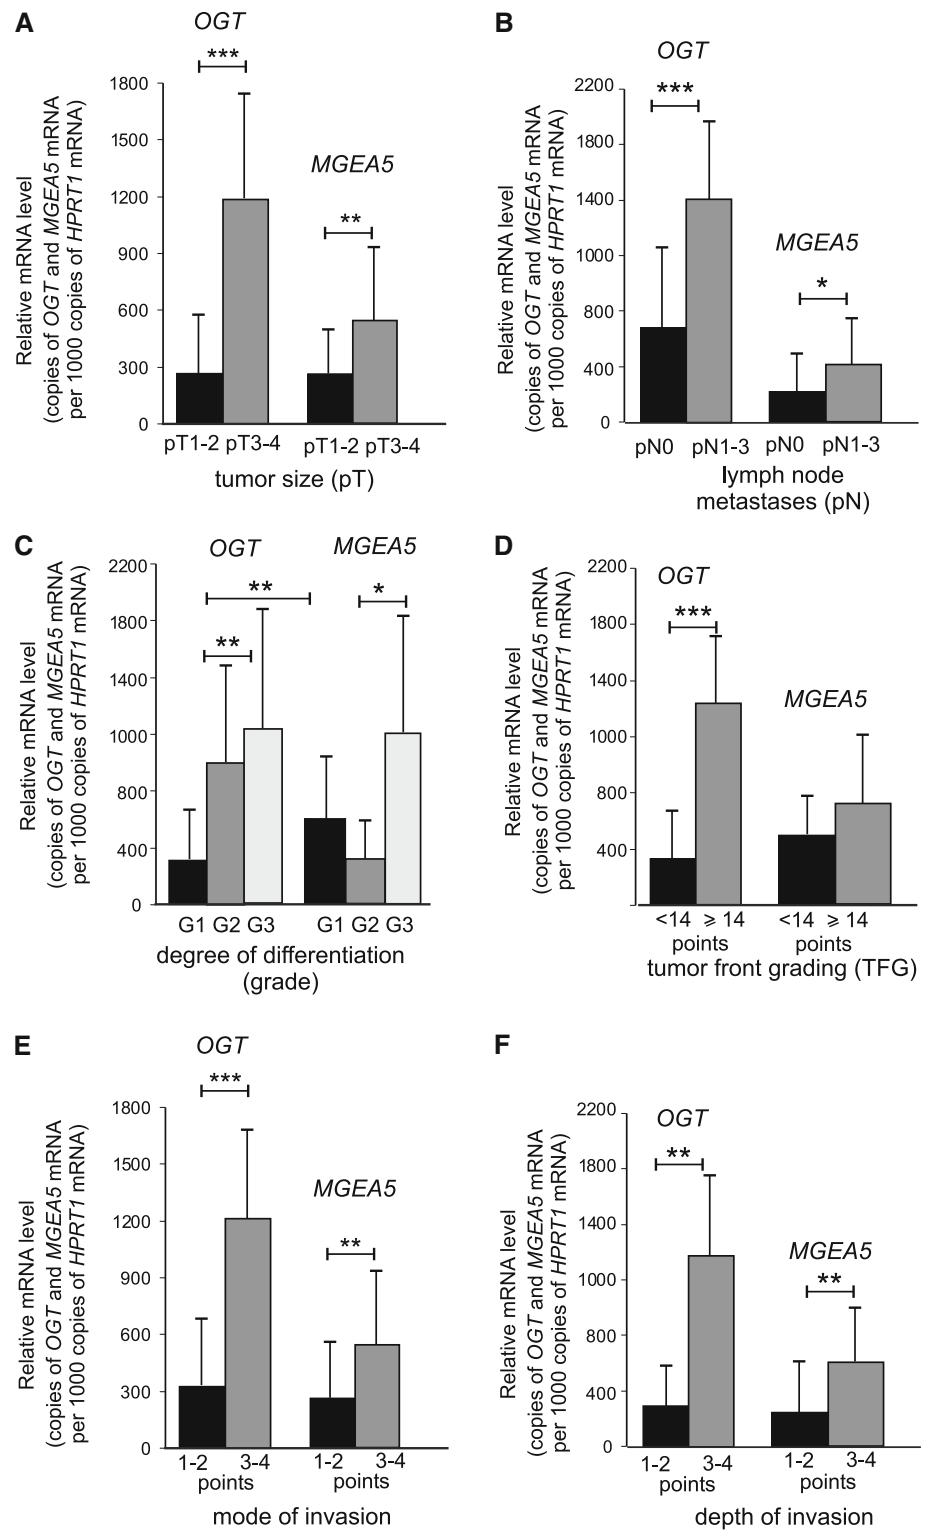 A
OGT
***
MGEA5
**
Relative mRNA level
(copies of OGT and MGEA5 mRNA
per 1000 copies of HPRT1 mRNA)
1800
1500
1200
900
600
300
0
pT1-2 pT3-4 pT1-2 pT3-4
tumor size (pT)
B
OGT
***
MGEA5
*
Relative mRNA level
(copies of OGT and MGEA5 mRNA
per 1000 copies of HPRT1 mRNA)
2200
1800
1400
1000
800
400
0
pN0 pN1-3 pN0 pN1-3
lymph node
metastases (pN)
C
OGT MGEA5
** *
**
Relative mRNA level
(copies of OGT and MGEA5 mRNA
per 1000 copies of HPRT1 mRNA)
2200
1800
1400
1000
800
400
0
G1 G2 G3 G1 G2 G3
degree of differentiation
(grade)
D
OGT
***
MGEA5
Relative mRNA level
(copies of OGT and MGEA5 mRNA
per 1000 copies of HPRT1 mRNA)
2200
1800
1400
1000
800
400
<14 ⩾ 14 <14 ⩾ 14
points points
tumor front grading (TFG)
E
OGT
***
MGEA5
**
Relative mRNA level
(copies of OGT and MGEA5 mRNA
per 1000 copies of HPRT1 mRNA)
1800
1500
1200
900
600
300
0
1-2 3-4 1-2 3-4
points points
mode of invasion
F
OGT
**
MGEA5
**
Relative mRNA level
(copies of OGT and MGEA5 mRNA
per 1000 copies of HPRT1 mRNA)
2200
1800
1400
1000
800
400
0
1-2 3-4 1-2 3-4
points points
depth of invasion